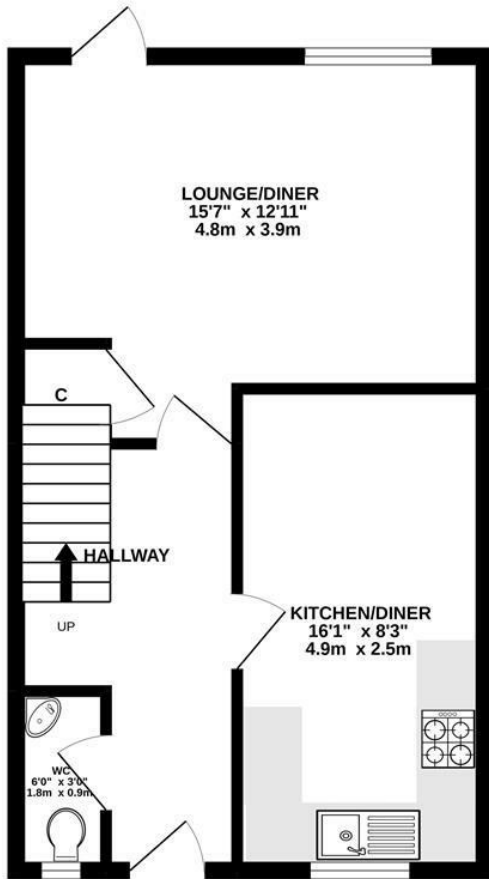 LOUNGE/DINER
15'7" x 12'11"
4.8m x 3.9m
C
HALLWAY
UP
KITCHEN/DINER
16'1" x 8'3"
4.9m x 2.5m
WC
6'0" x 3'0"
1.8m x 0.9m